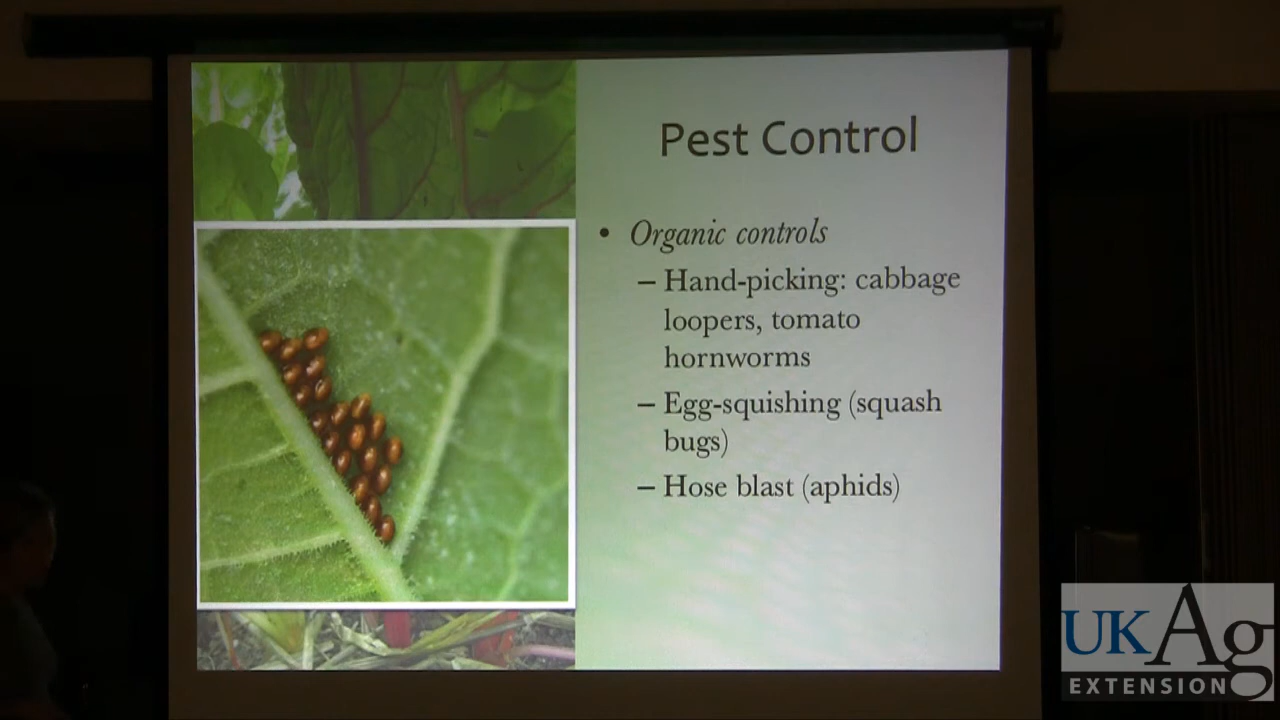 Pest Control
• Organic controls
– Hand-picking: cabbage
loopers, tomato
hornworms
– Egg-squishing (squash
bugs)
– Hose blast (aphids)
UKAg
EXTENSION